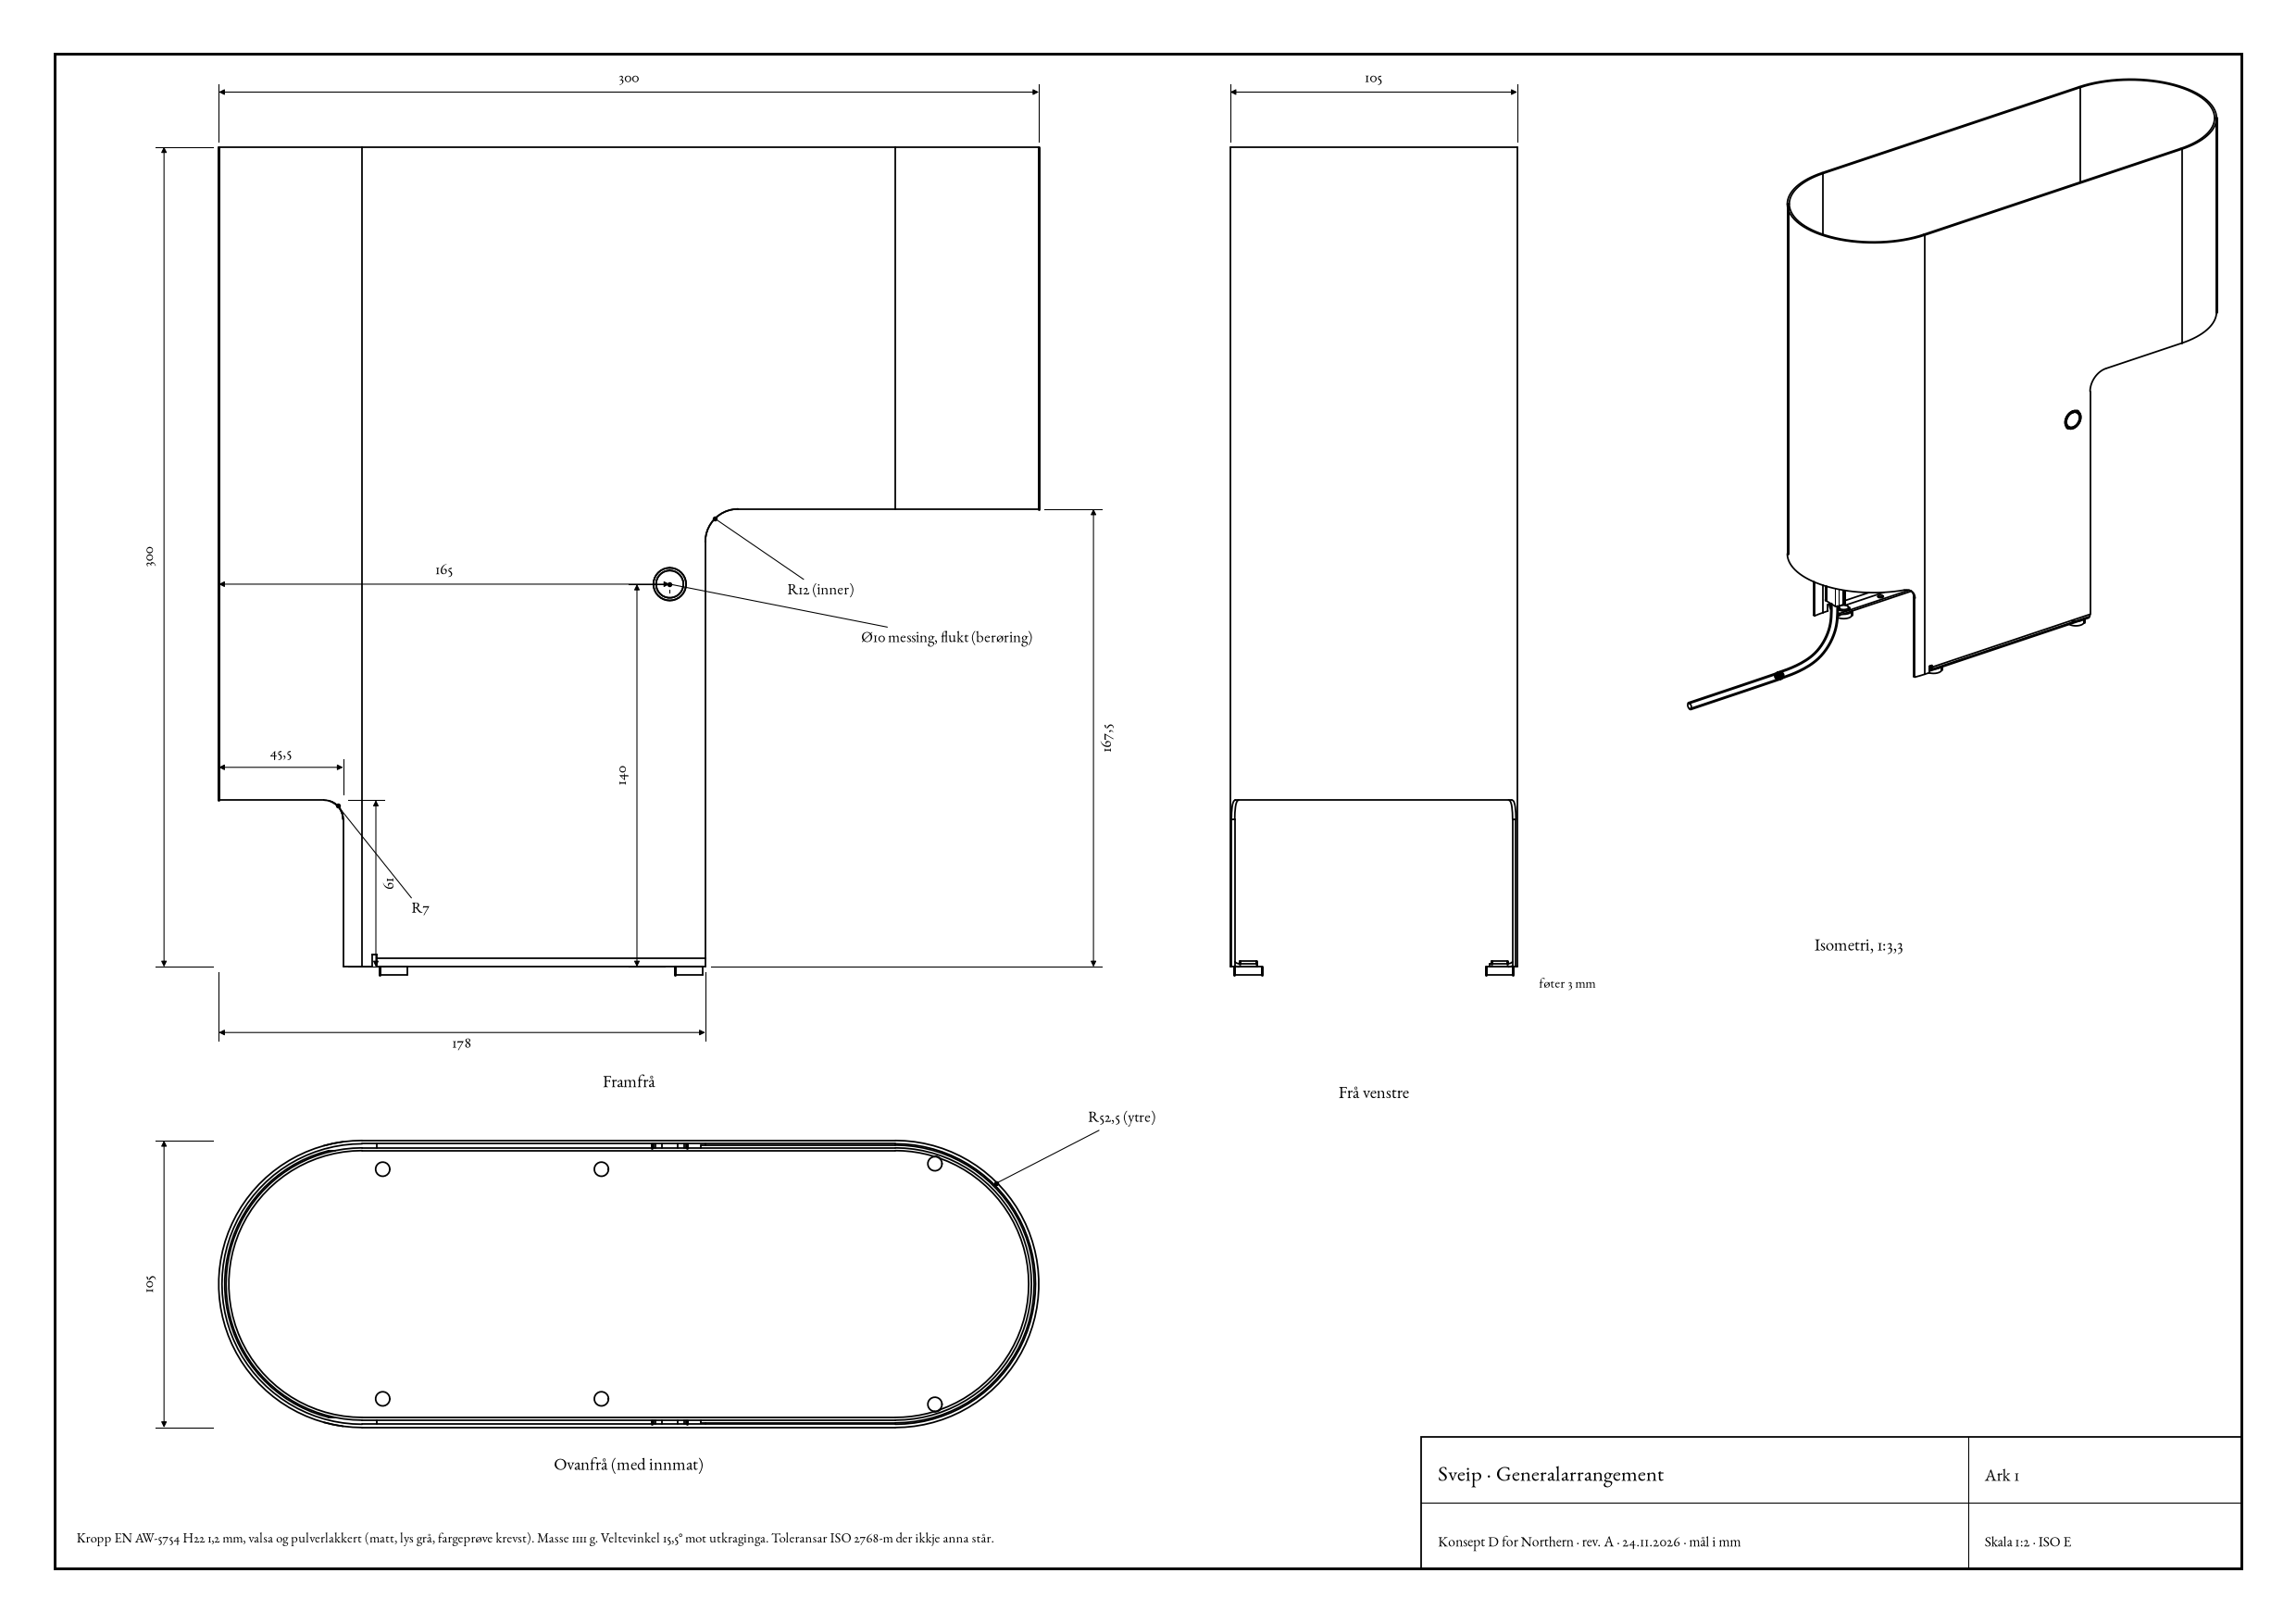 300
105
300
165
R12 (inner)
Ø10 messing, flukt (berøring)
45,5
140
167,5
61
R7
178
føter 3 mm
Isometri, 1:3,3
Framfrå
Frå venstre
R52,5 (ytre)
105
Ovanfrå (med innmat)
Sveip · Generalarrangement
Ark 1
Kropp EN AW-5754 H22 1,2 mm, valsa og pulverlakkert (matt, lys grå, fargeprøve krevst). Masse 1111 g. Veltevinkel 15,5° mot utkraginga. Toleransar ISO 2768-m der ikkje anna står.
Konsept D for Northern · rev. A · 24.11.2026 · mål i mm
Skala 1:2 · ISO E